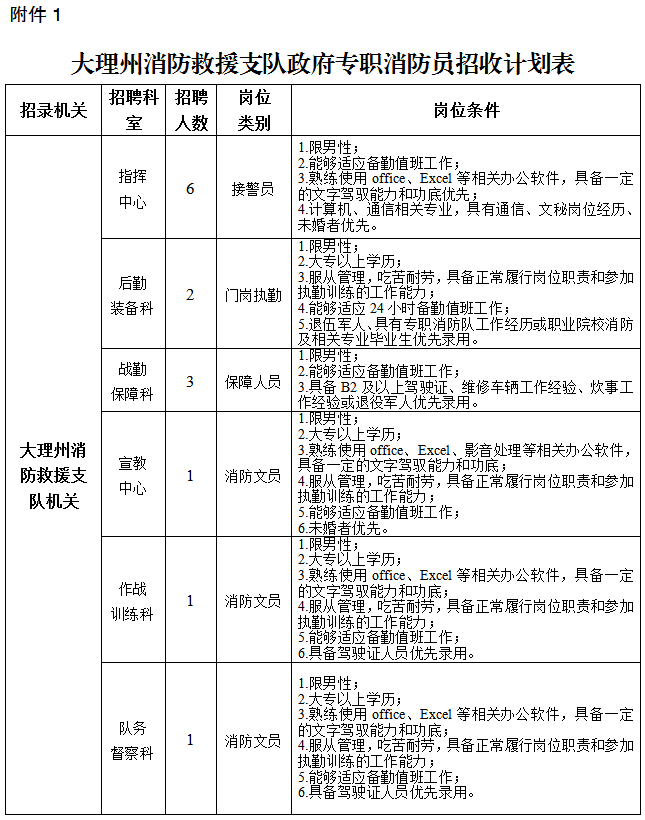 附件 1
大理州消防救援支队政府专职消防员招收计划表
招录机关
招聘科
室
招聘
人数
岗位
类别
岗位条件
大理州消
防救援支
队机关
指挥
中心
6
接警员
1.限男性；
2.能够适应备勤值班工作；
3.熟练使用 office、Excel 等相关办公软件，具备一定
的文字驾驭能力和功底优先；
4.计算机、通信相关专业，具有通信、文秘岗位经历、
未婚者优先。
后勤
装备科
2
门岗执勤
1.限男性；
2.大专以上学历；
3.服从管理，吃苦耐劳，具备正常履行岗位职责和参加
执勤训练的工作能力；
4.能够适应 24 小时备勤值班工作；
5.退伍军人、具有专职消防队工作经历或职业院校消防
及相关专业毕业生优先录用。
战勤
保障科
3
保障人员
1.限男性；
2.能够适应备勤值班工作；
3.具备 B2 及以上驾驶证、维修车辆工作经验、炊事工
作经验或退役军人优先录用。
宣教
中心
1
消防文员
1.限男性；
2.大专以上学历；
3.熟练使用 office、Excel、影音处理等相关办公软件，
具备一定的文字驾驭能力和功底；
4.服从管理，吃苦耐劳，具备正常履行岗位职责和参加
执勤训练的工作能力；
5.能够适应备勤值班工作；
6.未婚者优先。
作战
训练科
1
消防文员
1.限男性；
2.大专以上学历；
3.熟练使用 office、Excel 等相关办公软件，具备一定
的文字驾驭能力和功底；
4.服从管理，吃苦耐劳，具备正常履行岗位职责和参加
执勤训练的工作能力；
5.能够适应备勤值班工作；
6.具备驾驶证人员优先录用。
队务
督察科
1
消防文员
1.限男性；
2.大专以上学历；
3.熟练使用 office、Excel 等相关办公软件，具备一定
的文字驾驭能力和功底；
4.服从管理，吃苦耐劳，具备正常履行岗位职责和参加
执勤训练的工作能力；
5.能够适应备勤值班工作；
6.具备驾驶证人员优先录用。